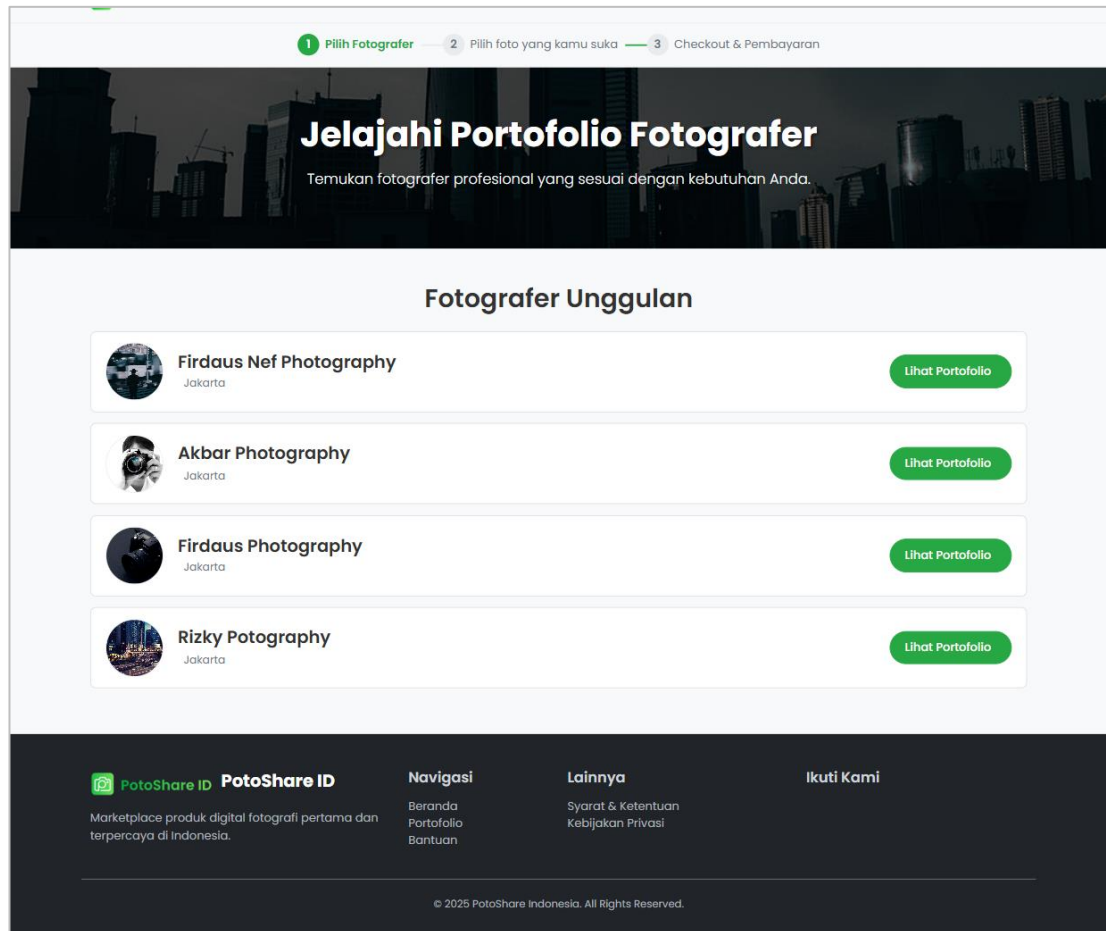 1 Pilih Fotografer 2 Pilih foto yang kamu suka 3 Checkout & Pembayaran
Jelajahi Portofolio Fotografer
Temukan fotografer profesional yang sesuai dengan kebutuhan Anda.
Fotografer Unggulan
Firdaus Nef Photography
Jakarta
Lihat Portofolio
Akbar Photography
Jakarta
Lihat Portofolio
Firdaus Photography
Jakarta
Lihat Portofolio
Rizky Potography
Jakarta
Lihat Portofolio
PotoShare ID PotoShare ID
Marketplace produk digital fotografi pertama dan
terpercaya di Indonesia.
Navigasi
Beranda
Portofolio
Bantuan
Lainnya
Syarat & Ketentuan
Kebijakan Privasi
Ikuti Kami
© 2025 PotoShare Indonesia. All Rights Reserved.